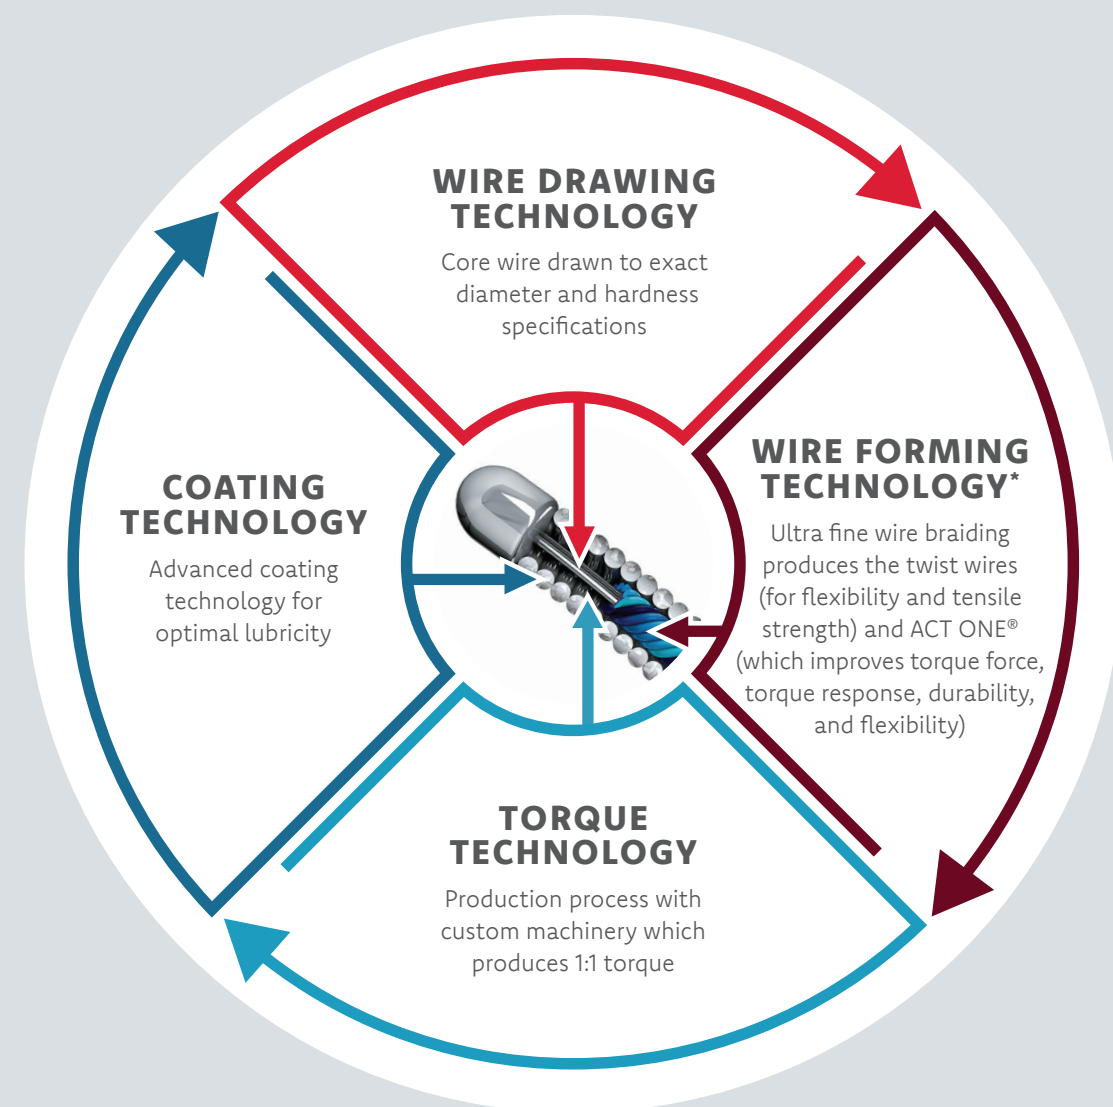 WIRE DRAWING
TECHNOLOGY
Core wire drawn to exact
diameter and hardness
specifications
WIRE FORMING
TECHNOLOGY*
Ultra fine wire braiding
produces the twist wires
(for flexibility and tensile
strength) and ACT ONE®
(which improves torque force,
torque response, durability,
and flexibility)
TORQUE
TECHNOLOGY
Production process with
custom machinery which
produces 1:1 torque
COATING
TECHNOLOGY
Advanced coating
technology for
optimal lubricity